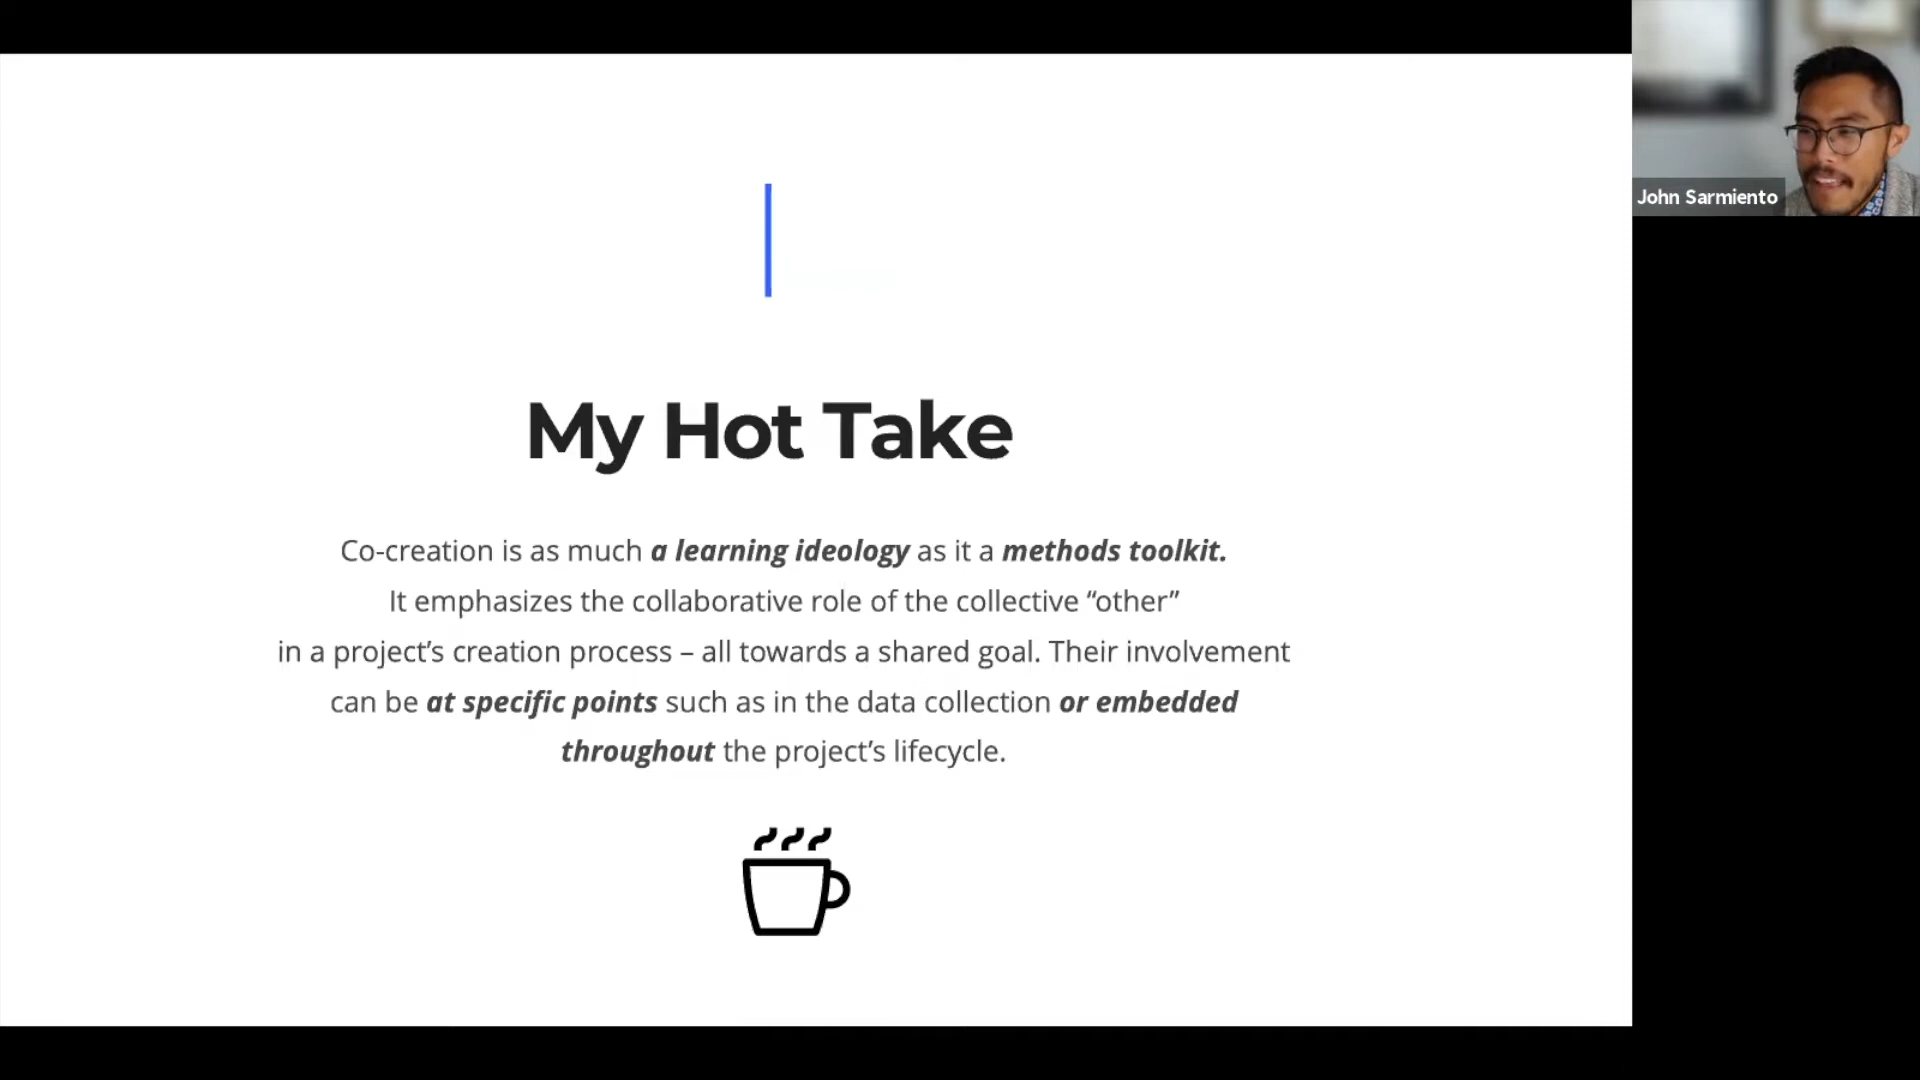 My Hot Take
Co-creation is as much a learning ideology as it a methods toolkit.
It emphasizes the collaborative role of the collective “other”
in a project’s creation process – all towards a shared goal. Their involvement
can be at specific points such as in the data collection or embedded
throughout the project’s lifecycle.
John Sarmiento